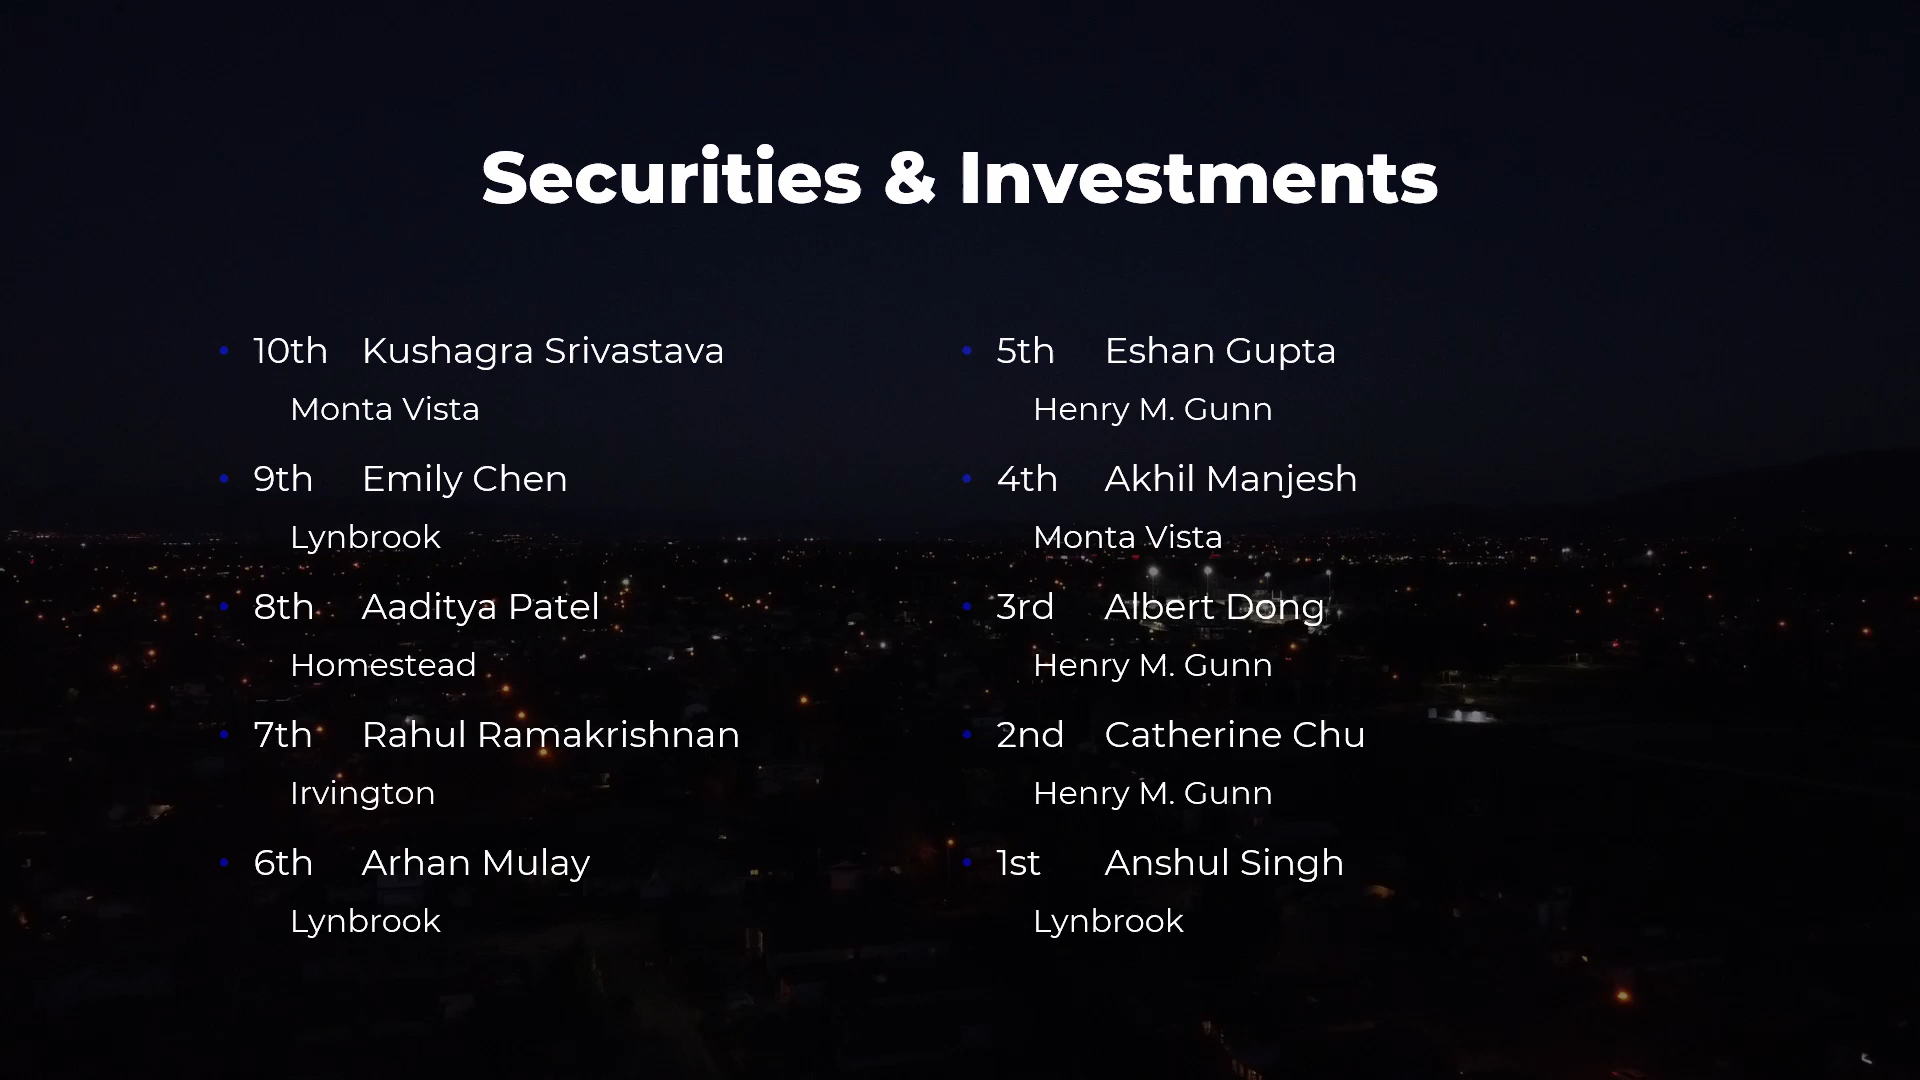 Securities & Investments
10th Kushagra Srivastava
Monta Vista
9th Emily Chen
Lynbrook
8th Aaditya Patel
Homestead
7th Rahul Ramakrishnan
Irvington
6th Arhan Mulay
Lynbrook
5th Eshan Gupta
Henry M. Gunn
4th Akhil Manjesh
Monta Vista
3rd Albert Dong
Henry M. Gunn
2nd Catherine Chu
Henry M. Gunn
1st Anshul Singh
Lynbrook